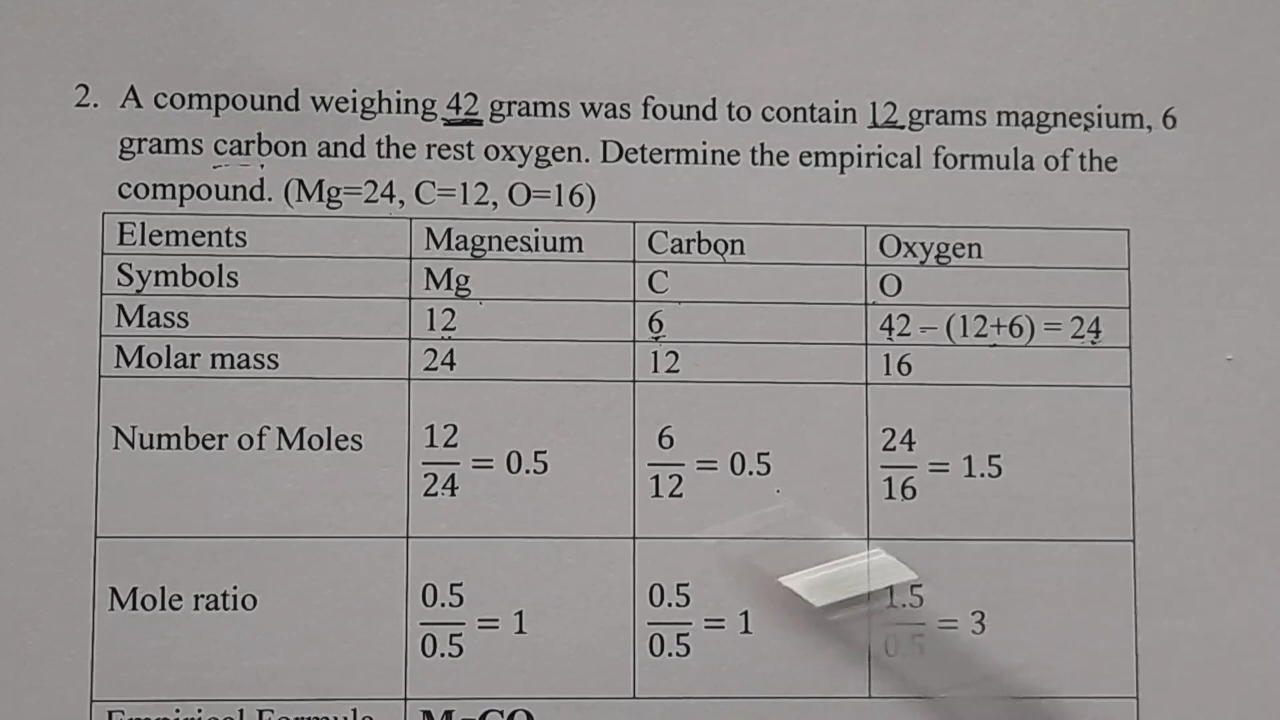 2. A compound weighing 42 grams was found to contain 12 grams magnesium, 6
grams carbon and the rest oxygen. Determine the empirical formula of the
compound. (Mg=24, C=12, O=16)
Elements Magnesium Carbon Oxygen
Symbols Mg C O
Mass 12 6 42 – (12+6) = 24
Molar mass 24 12 16
Number of Moles 12/24 = 0.5 6/12 = 0.5 24/16 = 1.5
Mole ratio 0.5/0.5 = 1 0.5/0.5 = 1 1.5/0.5 = 3
Empirical Formula